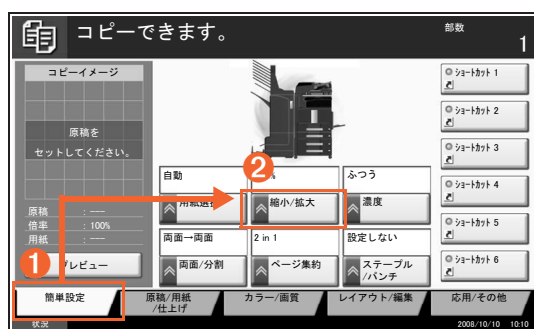 コピーできます。
部数
1
コピーイメージ
原稿を
セットしてください。
原稿 : ---
倍率 : 100%
用紙 : ---
レビュー
自動
ふつう
用紙選
縮小/拡大
濃度
両面→両面
2 in 1
設定しない
両面/分割
ページ集約
ステープル
/パンチ
ショートカット 1
ショートカット 2
ショートカット 3
ショートカット 4
ショートカット 5
ショートカット 6
1
2
簡単設定
原稿/用紙
/仕上げ
カラー/画質
レイアウト/編集
応用/その他
状況
2008/10/10 10:10